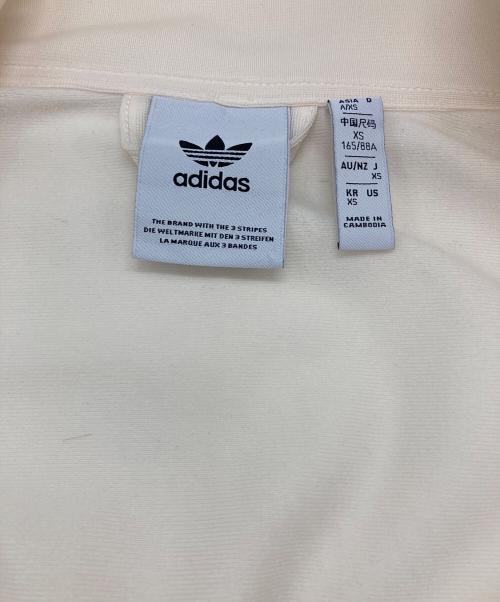 adidas
THE BRAND WITH THE 3 STRIPES
DIE WELTMARKE MIT DEN 3 STREIFEN
LA MARQUE AUX 3 BANDES
ASIA D
A/XS
中国尺码
XS
165/88A
AU/NZ J
XS
KR US
XS
MADE IN
CAMBODIA